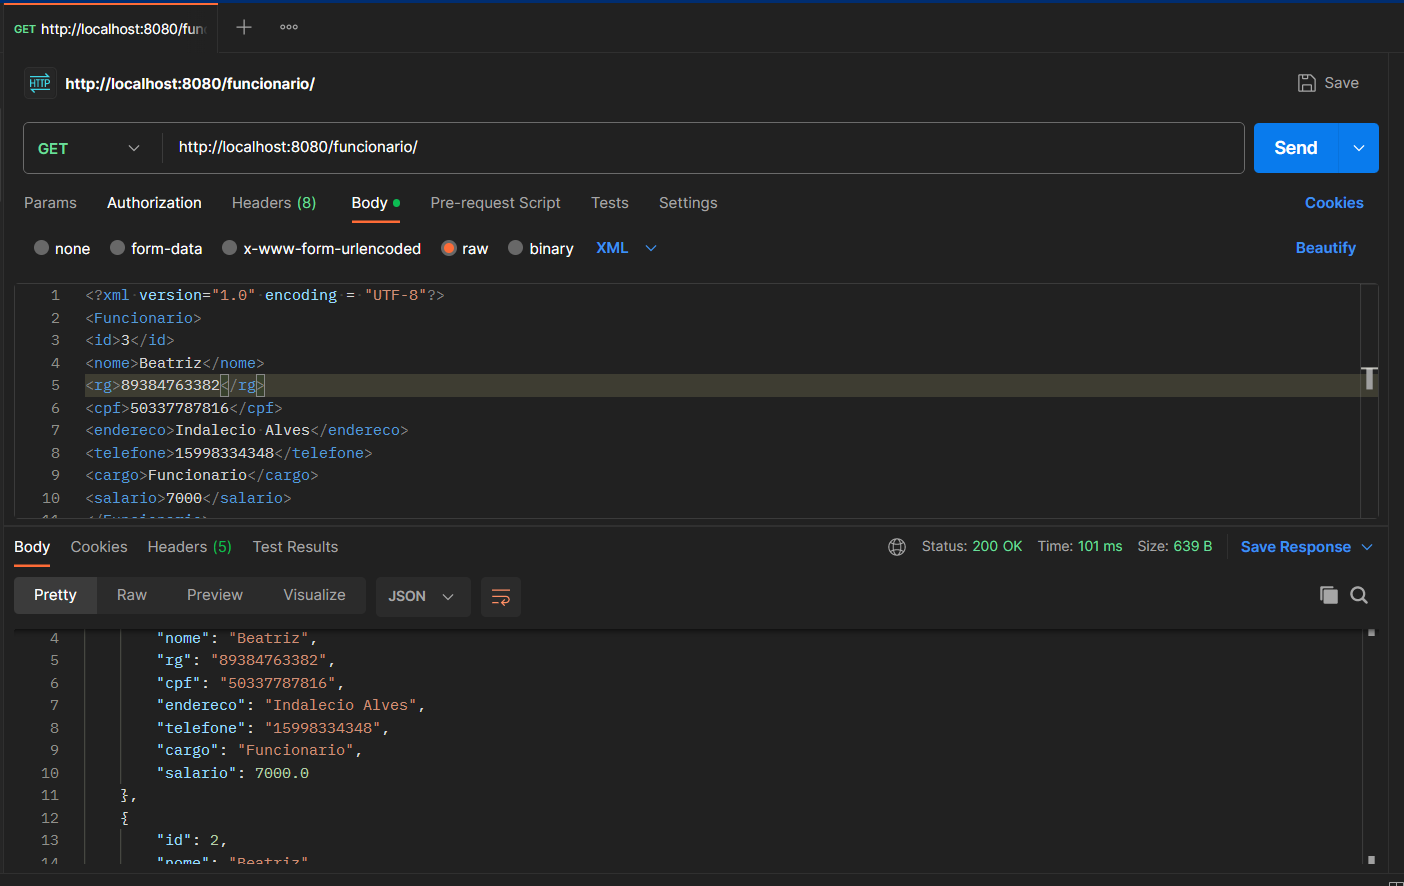 GET http://localhost:8080/fun
HTTP http://localhost:8080/funcionario/
Save
GET http://localhost:8080/funcionario/
Send
Params Authorization Headers (8) Body Pre-request Script Tests Settings Cookies
none form-data x-www-form-urlencoded raw binary XML Beautify
1 <?xml version="1.0" encoding = "UTF-8"?>
2 <Funcionario>
3 <id>3</id>
4 <nome>Beatriz</nome>
5 <rg>89384763382</rg>
6 <cpf>50337787816</cpf>
7 <endereco>Indalecio Alves</endereco>
8 <telefone>15998334348</telefone>
9 <cargo>Funcionario</cargo>
10 <salario>7000</salario>
11 </Funcionario>
Body Cookies Headers (5) Test Results Status: 200 OK Time: 101 ms Size: 639 B Save Response
Pretty Raw Preview Visualize JSON
4 "nome": "Beatriz",
5 "rg": "89384763382",
6 "cpf": "50337787816",
7 "endereco": "Indalecio Alves",
8 "telefone": "15998334348",
9 "cargo": "Funcionario",
10 "salario": 7000.0
11 },
12 {
13 "id": 2,
14 "nome": "Beatriz"